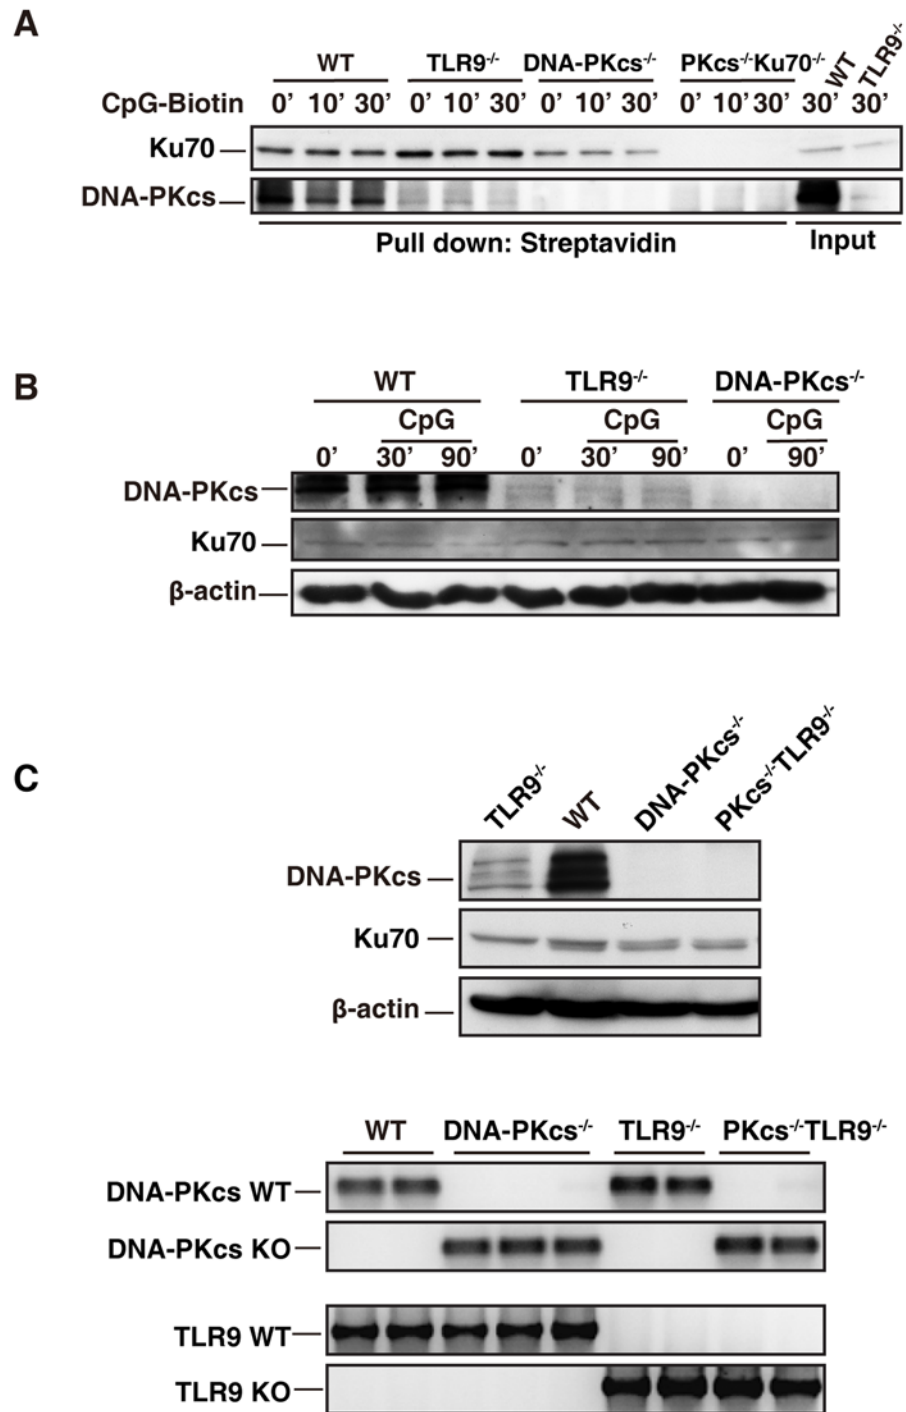 A
WT TLR9-/- DNA-PKcs-/- PKcs-/-Ku70-/- WT TLR9-/-
CpG-Biotin 0’ 10’ 30’ 0’ 10’ 30’ 0’ 10’ 30’ 0’ 10’ 30’ 30’ 30’
Ku70
DNA-PKcs
Pull down: Streptavidin Input
B
WT TLR9-/- DNA-PKcs-/-
CpG CpG CpG
0’ 30’ 90’ 0’ 30’ 90’ 0’ 90’
DNA-PKcs
Ku70
β-actin
C
TLR9-/- WT DNA-PKcs-/- PKcs-/-TLR9-/-
DNA-PKcs
Ku70
β-actin
WT DNA-PKcs-/- TLR9-/- PKcs-/-TLR9-/-
DNA-PKcs WT
DNA-PKcs KO
TLR9 WT
TLR9 KO